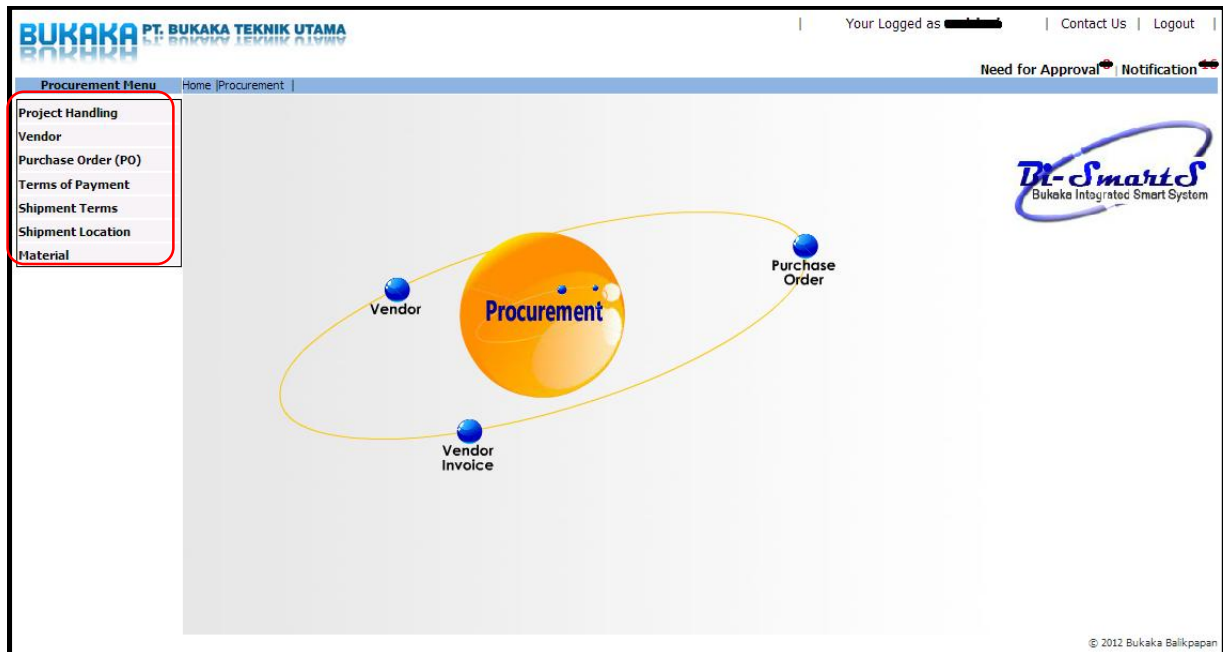 BUKAKA PT. BUKAKA TEKNIK UTAMA
| Your Logged as | Contact Us | Logout |
Need for Approval | Notification
Procurement Menu Home |Procurement |
Project Handling
Vendor
Purchase Order (PO)
Terms of Payment
Shipment Terms
Shipment Location
Material
Bi-SmartS
Bukaka Integrated Smart System
Purchase
Order
Vendor
Procurement
Vendor
Invoice
© 2012 Bukaka Balikpapan